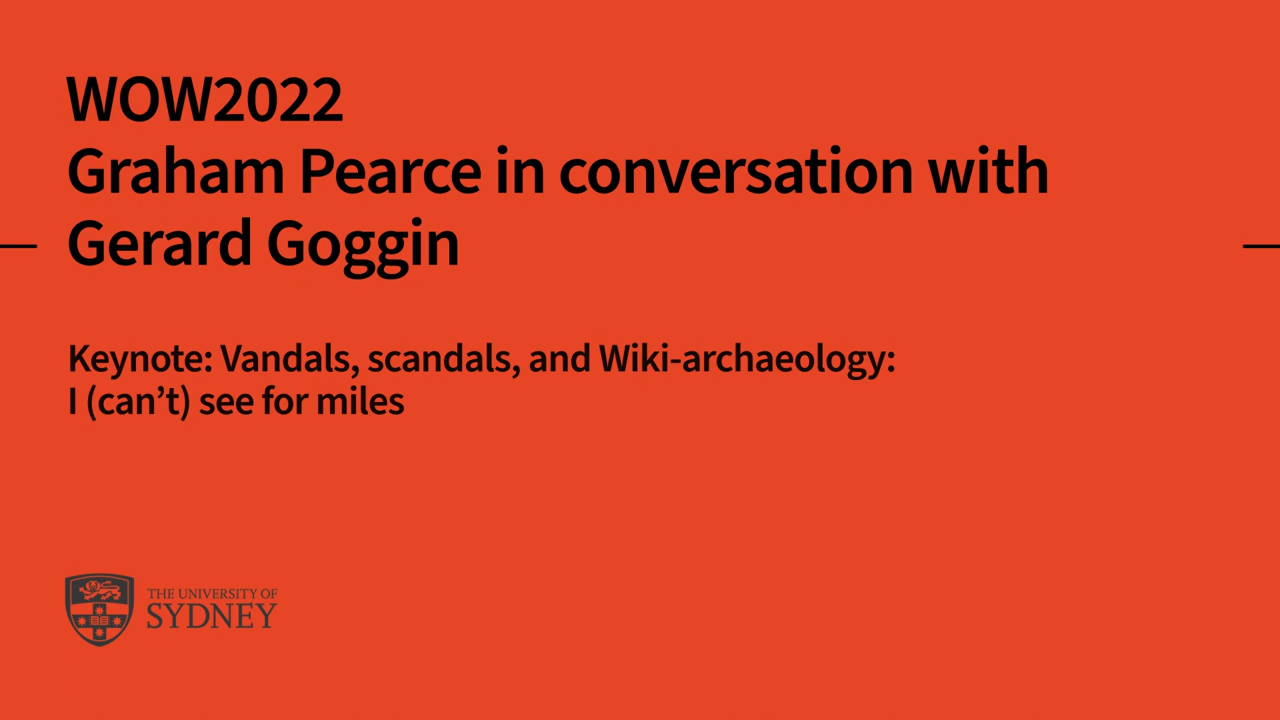 WOW2022
Graham Pearce in conversation with
Gerard Goggin
Keynote: Vandals, scandals, and Wiki-archaeology:
I (can’t) see for miles
THE UNIVERSITY OF
SYDNEY